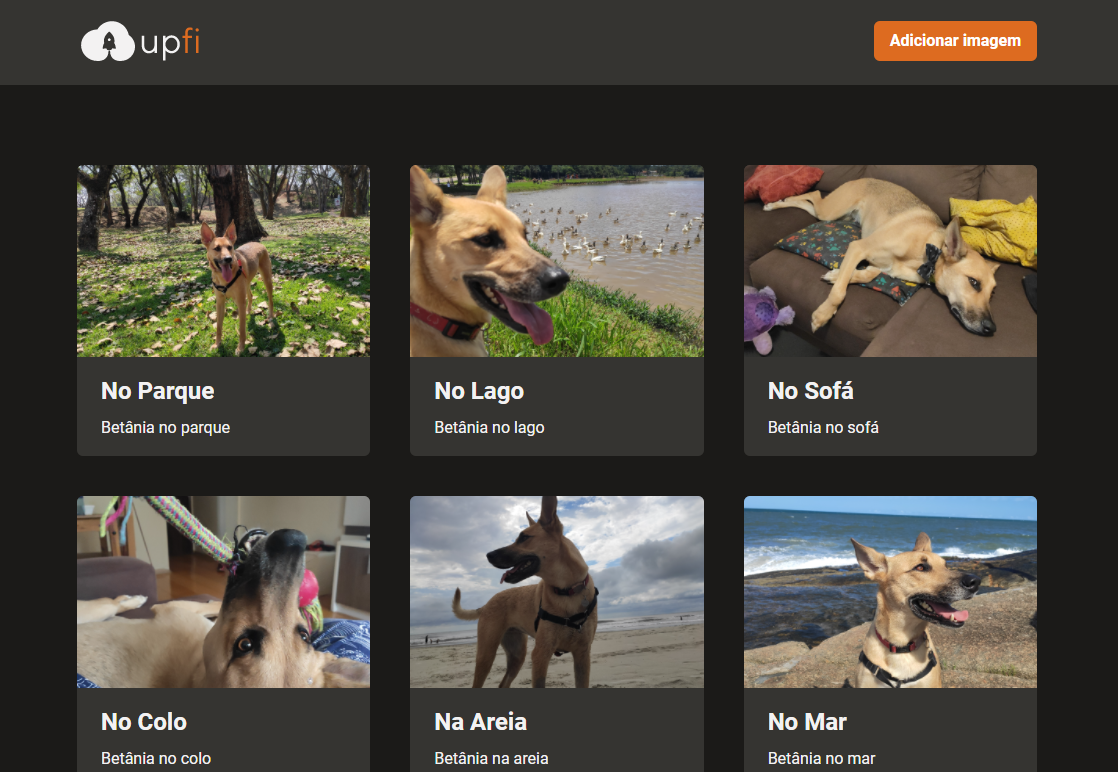 upfi
Adicionar imagem
No Parque
Betânia no parque
No Lago
Betânia no lago
No Sofá
Betânia no sofá
No Colo
Betânia no colo
Na Areia
Betânia na areia
No Mar
Betânia no mar